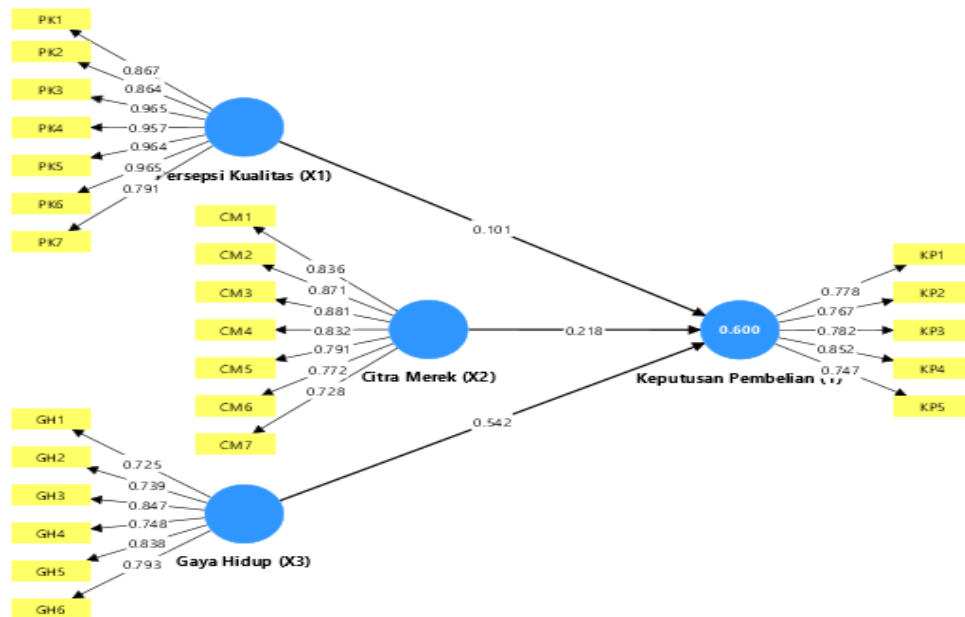 PK1
PK2
PK3
PK4
PK5
PK6
PK7
0.867
0.864
0.965
0.957
0.964
0.965
0.791
ersepsi Kualitas (X1)
CM1
CM2
CM3
CM4
CM5
CM6
CM7
0.836
0.871
0.881
0.832
0.791
0.772
0.728
Citra Merek (X2)
GH1
GH2
GH3
GH4
GH5
GH6
0.725
0.739
0.847
0.748
0.838
0.793
Gaya Hidup (X3)
0.101
0.218
0.542
0.600
Keputusan Pembelian
KP1
KP2
KP3
KP4
KP5
0.778
0.767
0.782
0.852
0.747